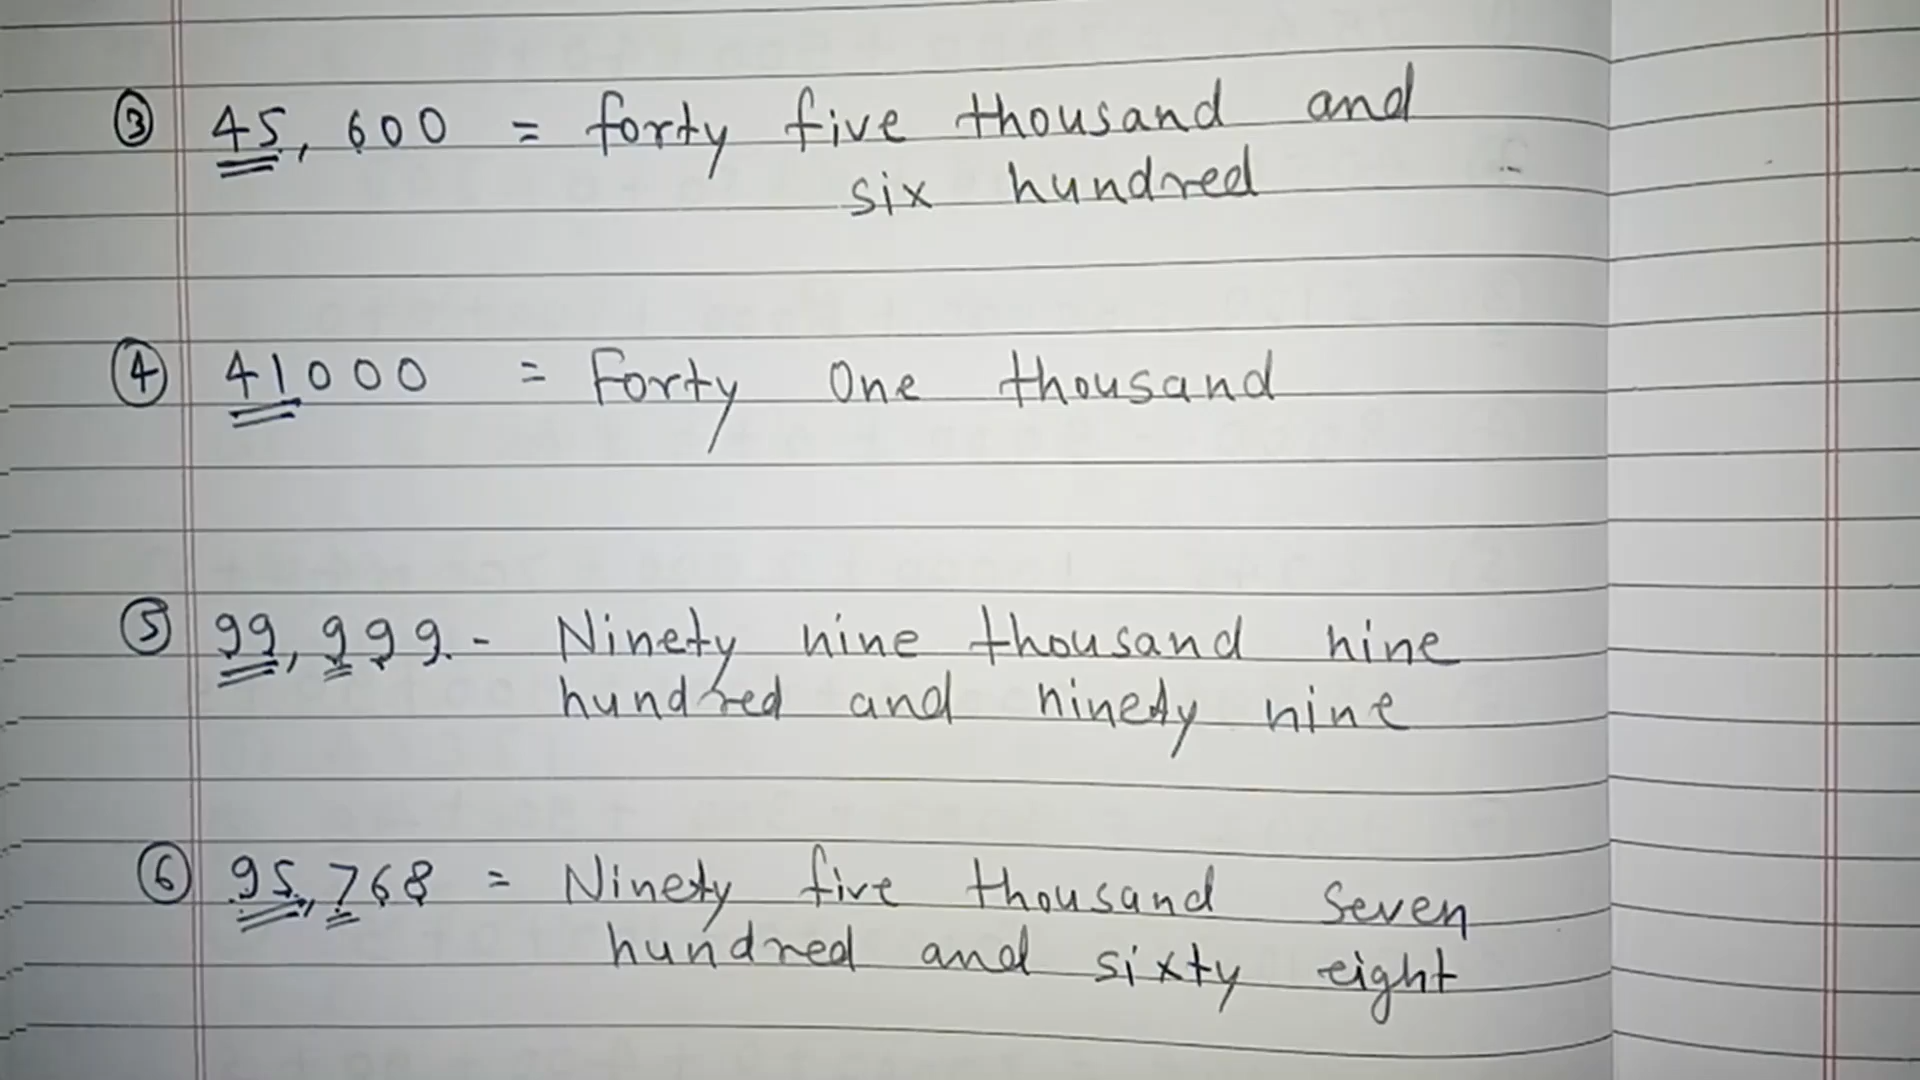 ③ 45, 600 = forty five thousand and
six hundred
④ 41000 = Forty One thousand
⑤ 99, 999. - Ninety nine thousand nine
hundred and ninety nine
⑥ 95, 768 = Ninety five thousand seven
hundred and sixty eight